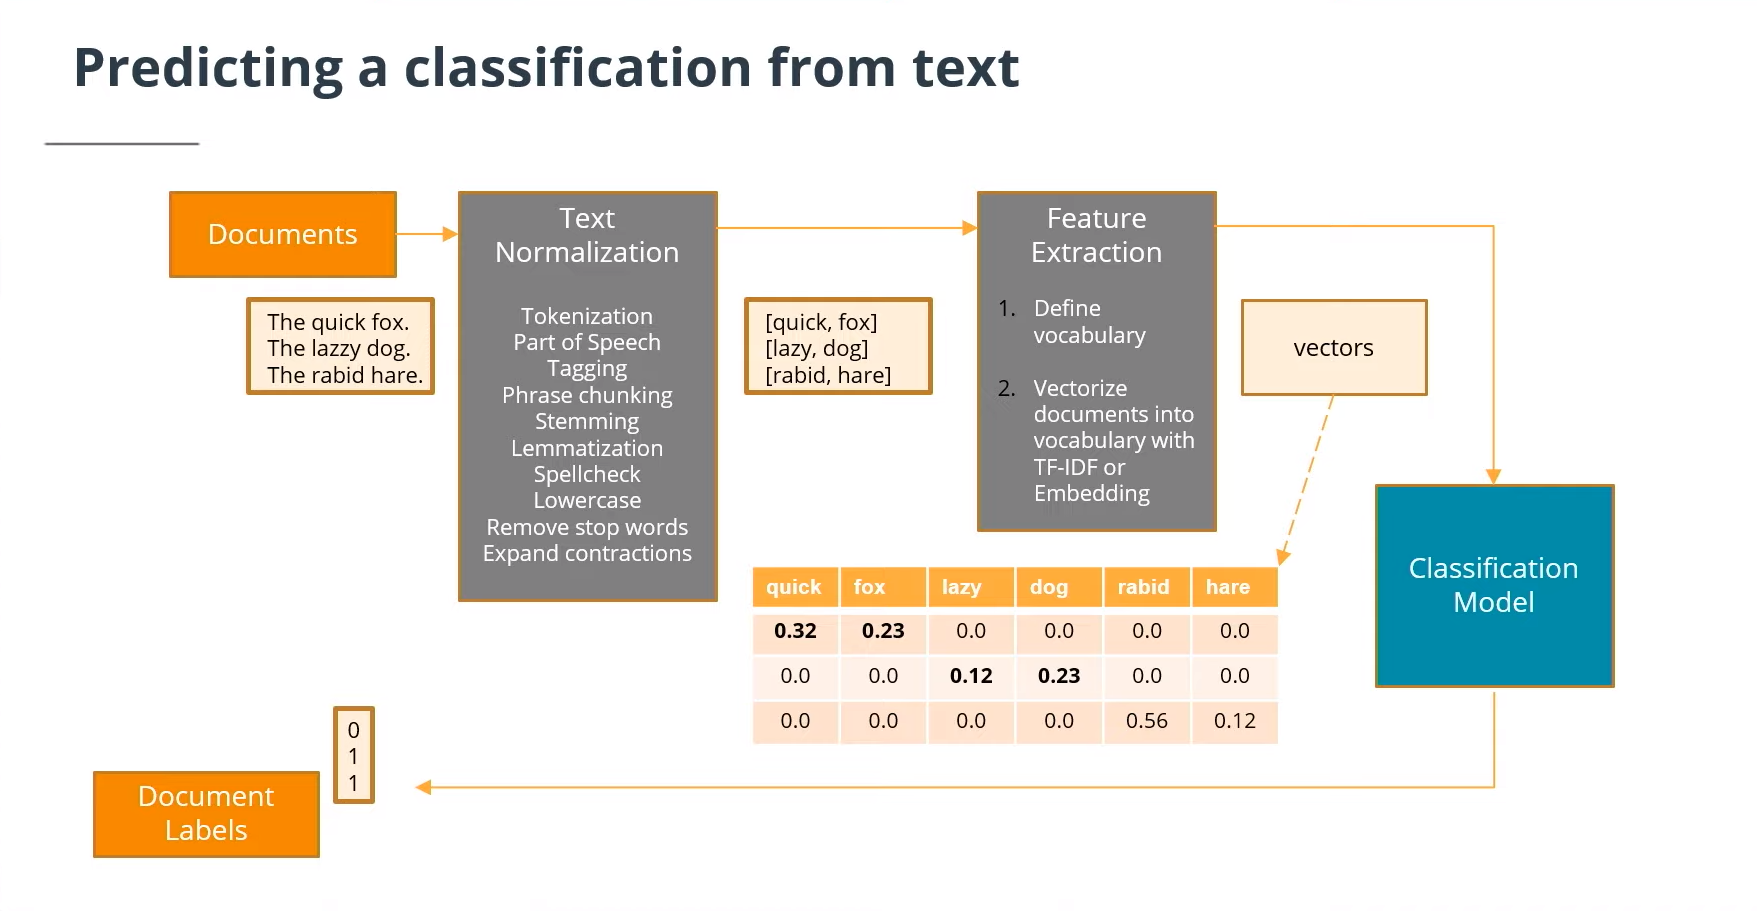 Predicting a classification from text
Documents
The quick fox.
The lazzy dog.
The rabid hare.
Text
Normalization
Tokenization
Part of Speech
Tagging
Phrase chunking
Stemming
Lemmatization
Spellcheck
Lowercase
Remove stop words
Expand contractions
[quick, fox]
[lazy, dog]
[rabid, hare]
Feature
Extraction
1. Define
vocabulary
2. Vectorize
documents into
vocabulary with
TF-IDF or
Embedding
vectors
quick fox lazy dog rabid hare
0.32 0.23 0.0 0.0 0.0 0.0
0.0 0.0 0.12 0.23 0.0 0.0
0.0 0.0 0.0 0.0 0.56 0.12
Classification
Model
0
1
1
Document
Labels